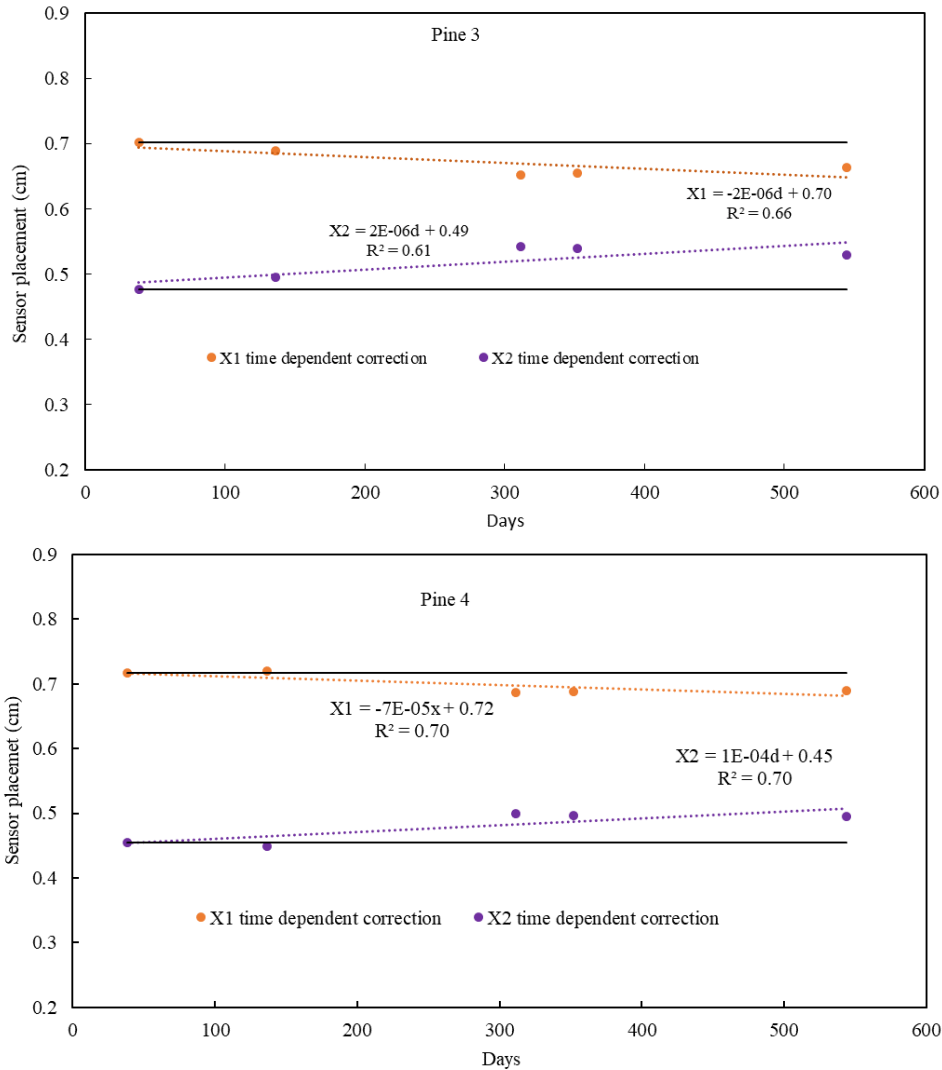 0.9
Pine 3
0.8
0.7
X1 = -2E-06d + 0.70
R² = 0.66
0.6
X2 = 2E-06d + 0.49
R² = 0.61
0.5
0.4
X1 time dependent correction
X2 time dependent correction
0.3
0.2
Sensor placement (cm)
0 100 200 300 400 500 600
Days
0.9
Pine 4
0.8
0.7
X1 = -7E-05x + 0.72
R² = 0.70
0.6
X2 = 1E-04d + 0.45
R² = 0.70
0.5
0.4
X1 time dependent correction
X2 time dependent correction
0.3
0.2
Sensor placemet (cm)
0 100 200 300 400 500 600
Days